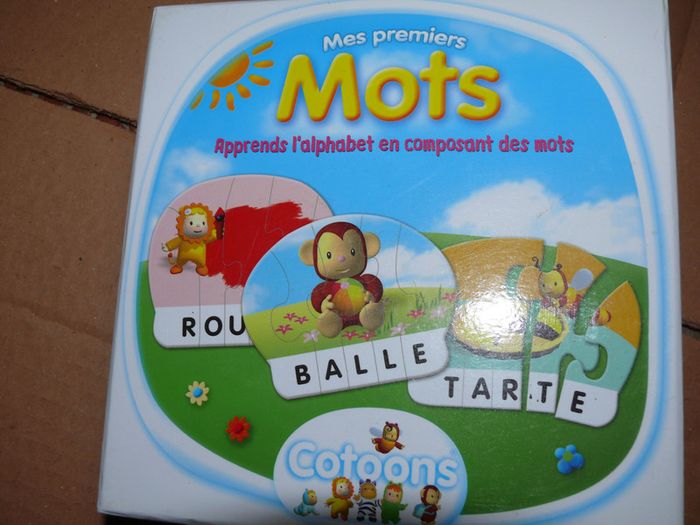 Mes premiers
Mots
Apprends l'alphabet en composant des mots
ROU
BALLE
TARTE
Cotoons